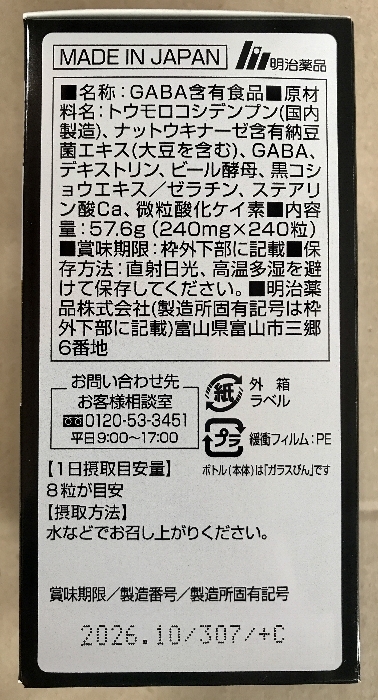 MADE IN JAPAN 明治薬品
■名称：GABA含有食品■原材
料名：トウモロコシデンプン(国内
製造)、ナットウキナーゼ含有納豆
菌エキス(大豆を含む)、GABA、
デキストリン、ビール酵母、黒コシ
ョウエキス／ゼラチン、ステアリ
ン酸Ca、微粒酸化ケイ素■内容
量：57.6g (240mg×240粒)
■賞味期限：枠外下部に記載■保
存方法：直射日光、高温多湿を避
けて保存してください。■明治薬
品株式会社(製造所固有記号は枠
外下部に記載)富山県富山市三郷
6番地
お問い合わせ先
お客様相談室
0120-53-3451
平日9:00〜17:00
紙 外箱
ラベル
プラ 緩衝フィルム：PE
ボトル(本体)は「ガラスびん」です
【1日摂取目安量】
8粒が目安
【摂取方法】
水などでお召し上がりください。
賞味期限／製造番号／製造所固有記号
2026.10/307/+C